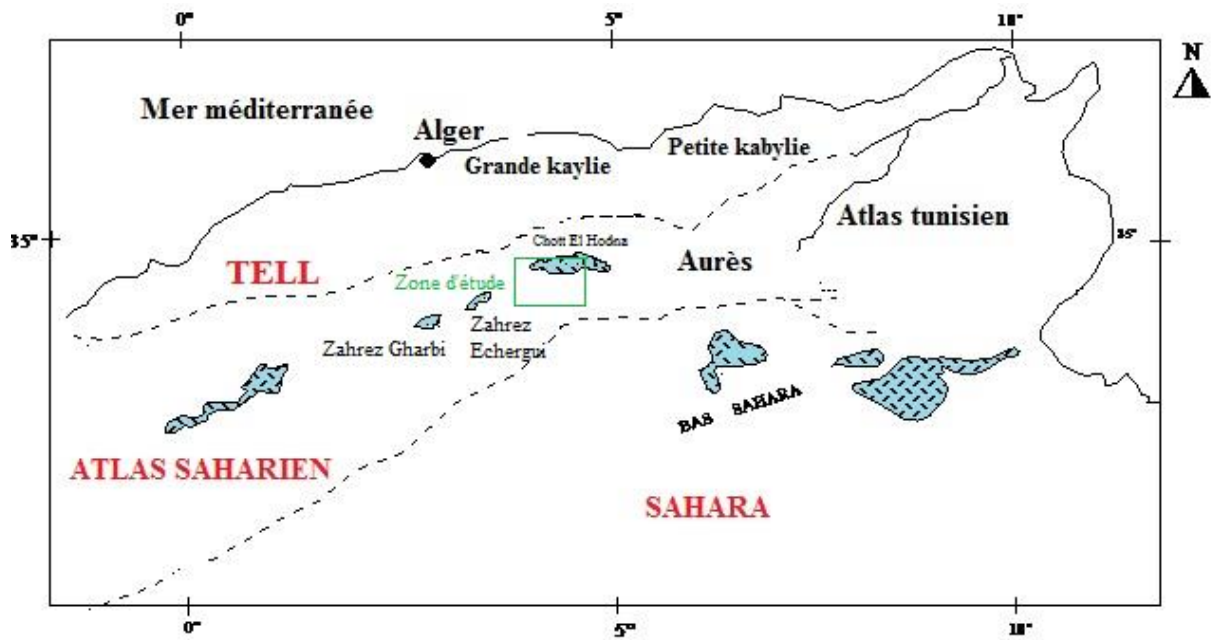 0°
5°
10°
N
Mer méditerranée
Alger
Grande kaylie
Petite kabylie
Atlas tunisien
35°
35°
Chott El Hodna
Aurès
TELL
Zone d'étude
Zahrez Gharbi
Zahrez
Echergui
BAS SAHARA
ATLAS SAHARIEN
SAHARA
0°
5°
10°